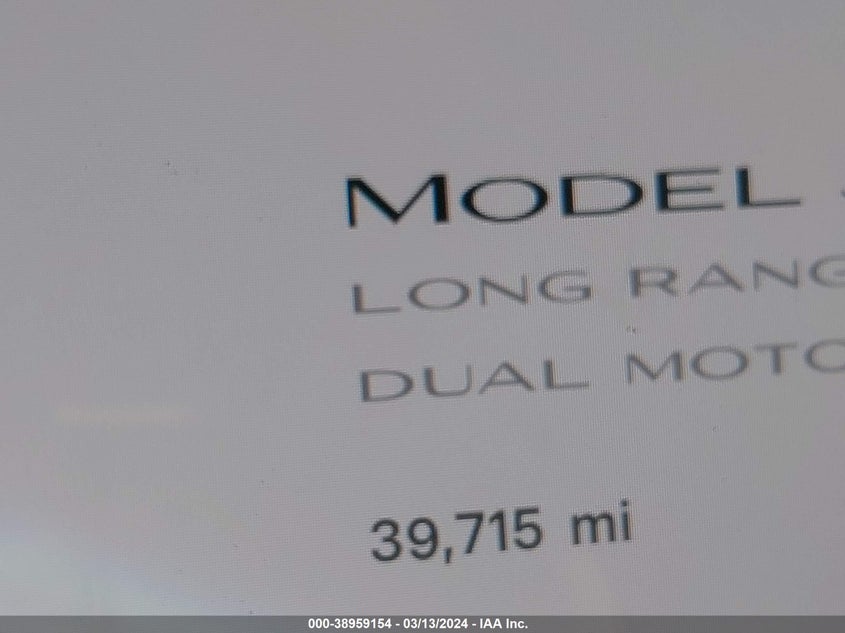 MODEL
LONG RANG
DUAL MOTO
39,715 mi
000-38959154 - 03/13/2024 - IAA Inc.